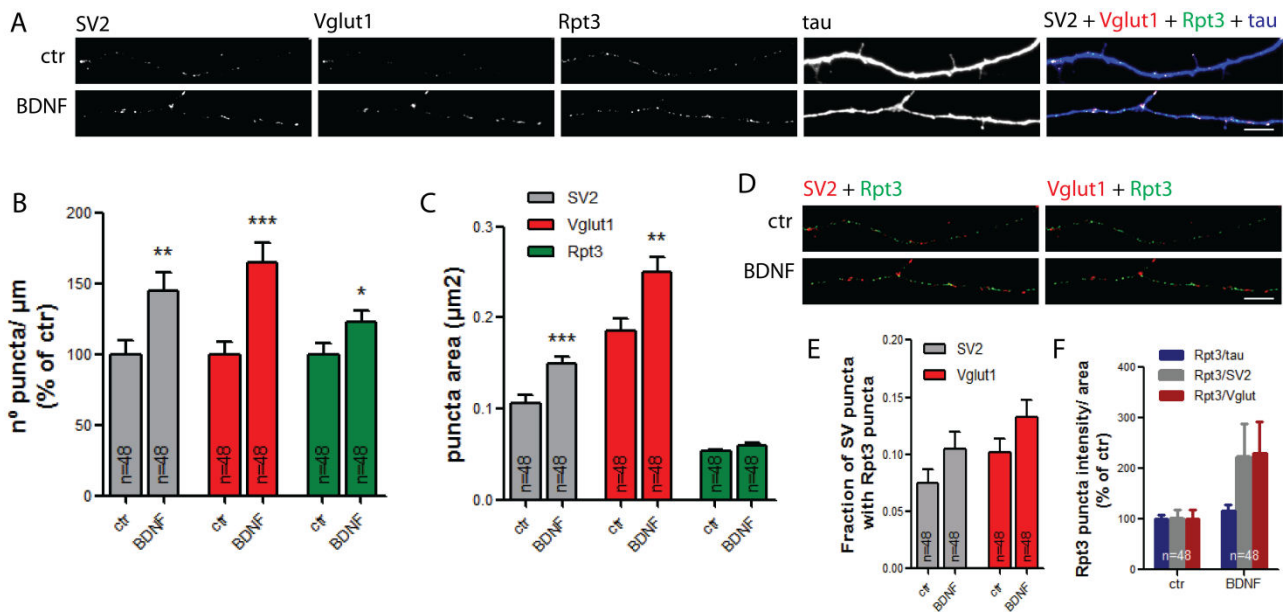 A
SV2 Vglut1 Rpt3 tau SV2 + Vglut1 + Rpt3 + tau
ctr
BDNF
B
nº puncta/ μm
(% of ctr)
200
150
100
50
0
** *** *
n=48 n=48 n=48 n=48 n=48 n=48
ctr BDNF ctr BDNF ctr BDNF
C
SV2
Vglut1
Rpt3
puncta area (μm2)
0.3
0.2
0.1
0.0
*** **
n=48 n=48 n=48 n=48 n=48 n=48
ctr BDNF ctr BDNF ctr BDNF
D
SV2 + Rpt3 Vglut1 + Rpt3
ctr
BDNF
E
SV2
Vglut1
Fraction of SV puncta
with Rpt3 puncta
0.20
0.15
0.10
0.05
0.00
n=48 n=48 n=48 n=48
ctr BDNF ctr BDNF
F
Rpt3/tau
Rpt3/SV2
Rpt3/Vglut
Rpt3 puncta intensity/ area
(% of ctr)
400
300
200
100
0
n=48 n=48
ctr BDNF